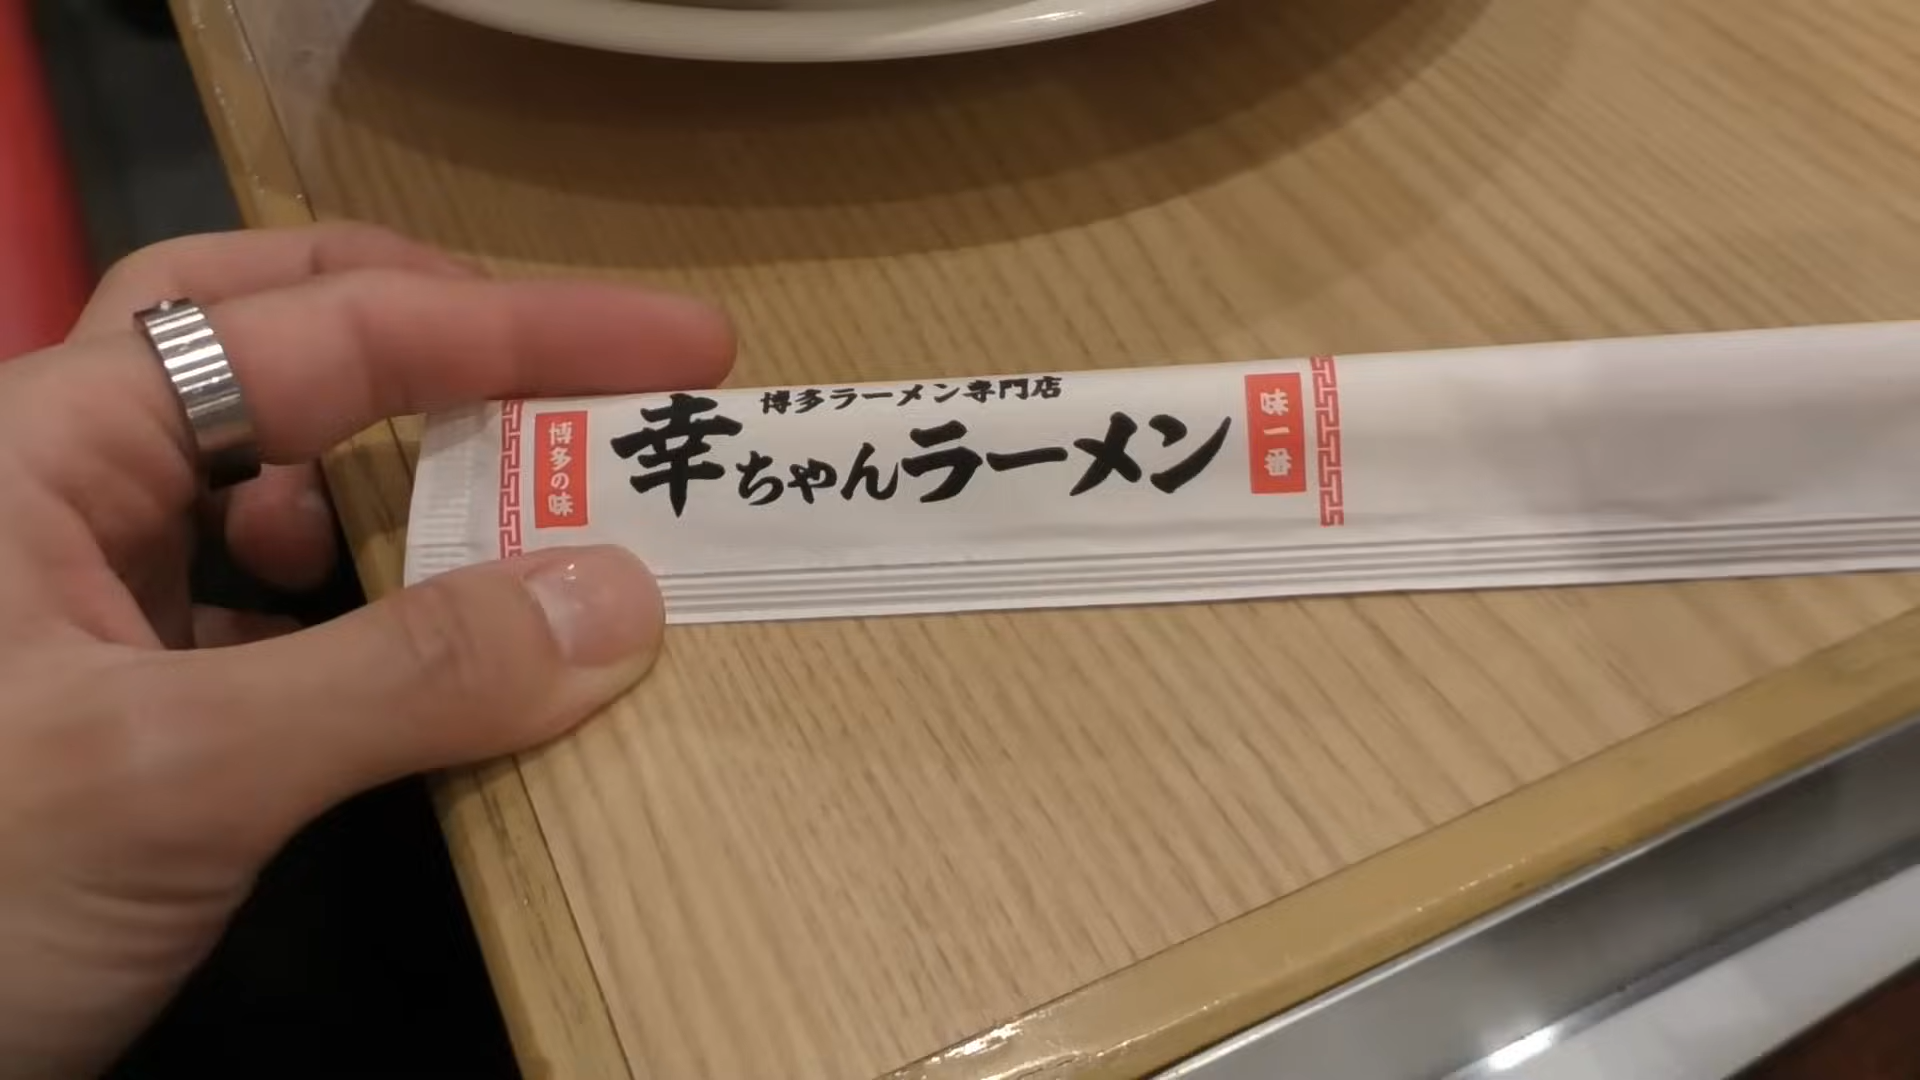 博多の味
博多ラーメン専門店
幸ちゃんラーメン
味一番